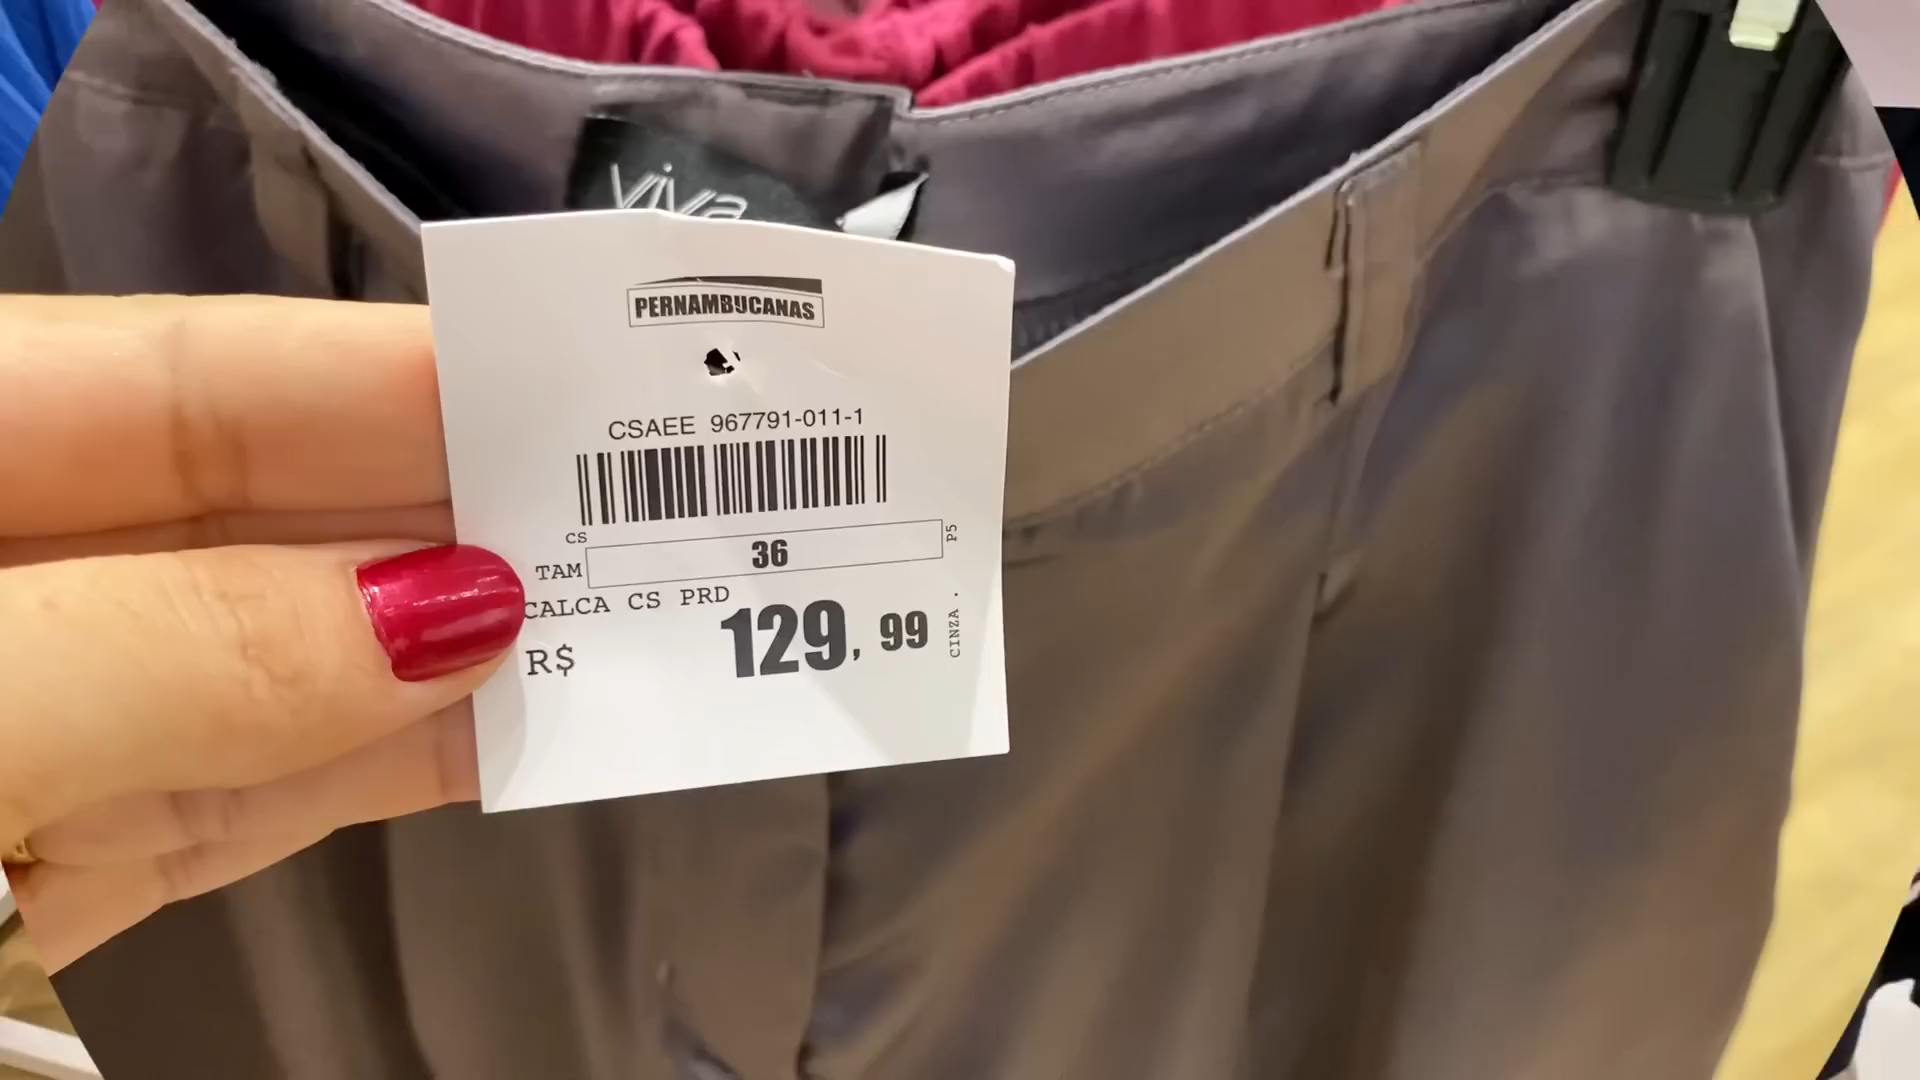 viva
PERNAMBUCANAS
CSAEE 967791-011-1
CS
TAM 36 P5
CALCA CS PRD
R$ 129,99
CINZA.